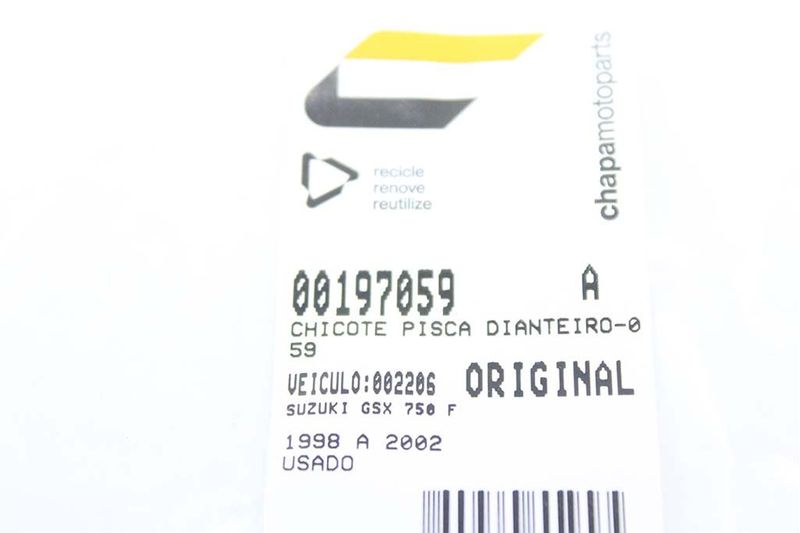 chapamotoparts
recicle
renove
reutilize
00197059 A
CHICOTE PISCA DIANTEIRO-0
59
VEICULO:002206 ORIGINAL
SUZUKI GSX 750 F
1998 A 2002
USADO